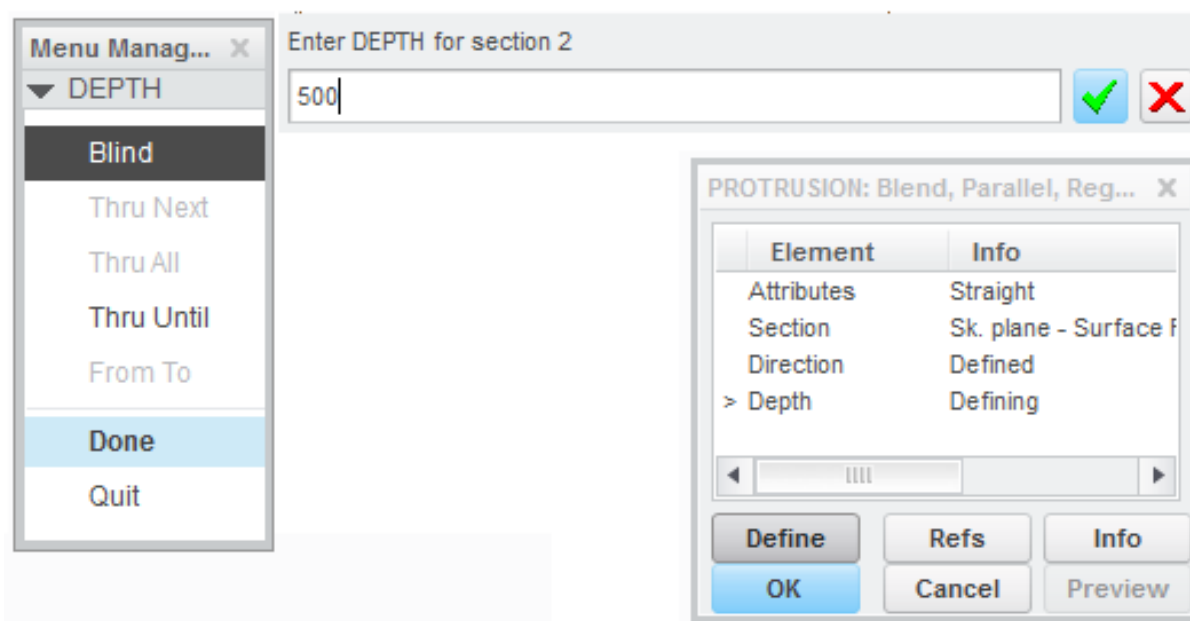 Menu Manag...
DEPTH
Blind
Thru Next
Thru All
Thru Until
From To
Done
Quit
Enter DEPTH for section 2
500
PROTRUSION: Blend, Parallel, Reg...
Element Info
Attributes Straight
Section Sk. plane - Surface F
Direction Defined
> Depth Defining
Define Refs Info
OK Cancel Preview